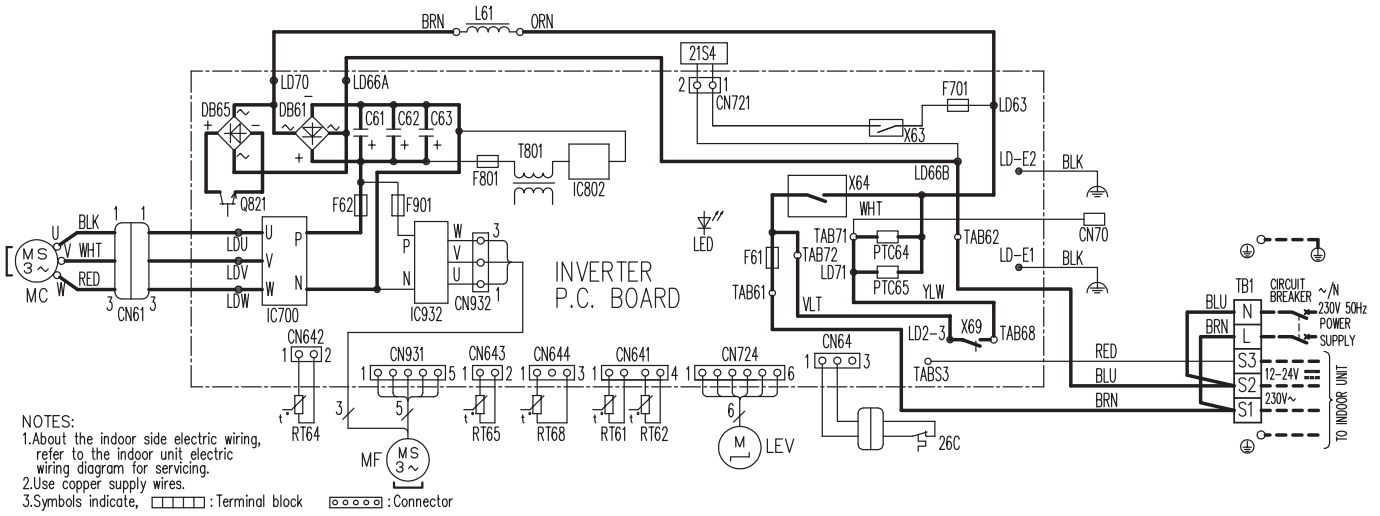 BRN L61 ORN
21S4
LD70 LD66A
2 1
CN721
F701
LD63
DB65 DB61
C61 C62 C63
+ - ~ ~
- ~ ~ +
+ + +
X63
T801
F801
IC802
LD66B
LD-E2 BLK
Q821
F62 F901
X64
WHT
CN70
U BLK 1 1
LDU U P
MS 3~ V WHT
LDV V
W RED 3 3
LDW W N
MC
CN61
IC700
P W 3
V
N U 1
IC932 CN932
INVERTER
P.C. BOARD
LED
F61
TAB72
TAB61
TAB71
PTC64
TAB62
LD71
PTC65
LD-E1 BLK
YLW
VLT
LD2-3 X69 TAB68
TB1
CIRCUIT
BREAKER
~/N
230V 50Hz
POWER
SUPPLY
BLU N
BRN L
RED S3
12-24V
BLU S2
230V~
BRN S1
TO INDOOR UNIT
TABS3
CN642
1 2
CN931
1 5
CN643
1 2
CN644
1 3
CN641
1 4
CN724
1 6
CN64
1 3
t° RT64
3
5
t° RT65
t° RT68
t° RT61
t° RT62
6
M
LEV
26C
MF
MS 3~
NOTES:
1.About the indoor side electric wiring,
refer to the indoor unit electric
wiring diagram for servicing.
2.Use copper supply wires.
3.Symbols indicate, : Terminal block : Connector